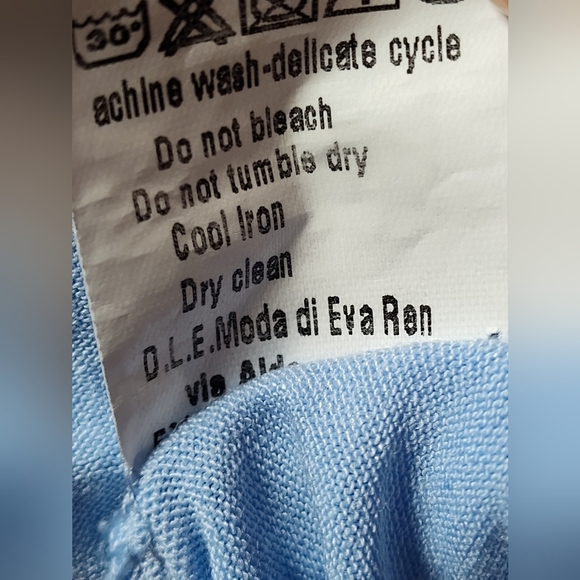 30°
achine wash-delicate cycle
Do not bleach
Do not tumble dry
Cool Iron
Dry clean
D.L.E.Moda di Eva Ren
via